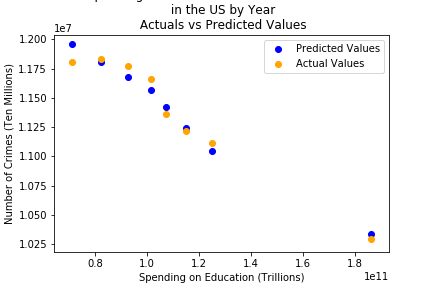 in the US by Year
Actuals vs Predicted Values
1e7
Predicted Values
Actual Values
1.200
1.175
1.150
1.125
1.100
1.075
1.050
1.025
Number of Crimes (Ten Millions)
0.8 1.0 1.2 1.4 1.6 1.8
1e11
Spending on Education (Trillions)